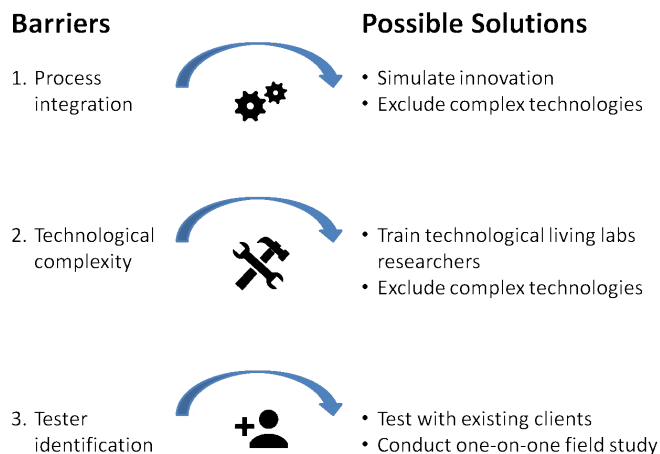 Barriers
Possible Solutions
1. Process
integration
• Simulate innovation
• Exclude complex technologies
2. Technological
complexity
• Train technological living labs
researchers
• Exclude complex technologies
3. Tester
identification
• Test with existing clients
• Conduct one-on-one field study